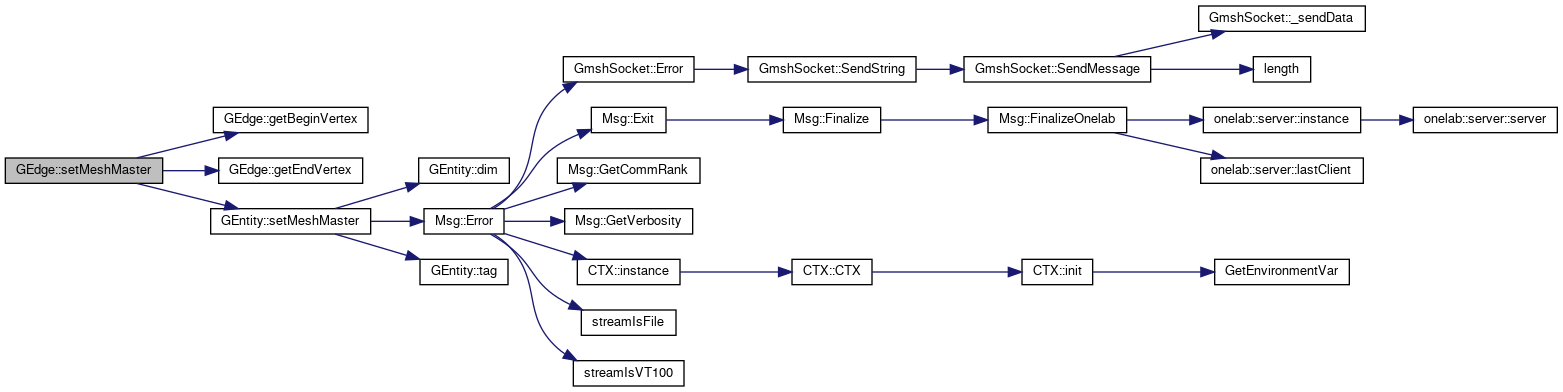 GEdge::setMeshMaster
GEdge::getBeginVertex
GEdge::getEndVertex
GEntity::setMeshMaster
GEntity::dim
Msg::Error
GEntity::tag
GmshSocket::Error
GmshSocket::SendString
GmshSocket::SendMessage
GmshSocket::_sendData
length
Msg::Exit
Msg::Finalize
Msg::FinalizeOnelab
onelab::server::instance
onelab::server::server
onelab::server::lastClient
Msg::GetCommRank
Msg::GetVerbosity
CTX::instance
CTX::CTX
CTX::init
GetEnvironmentVar
streamIsFile
streamIsVT100